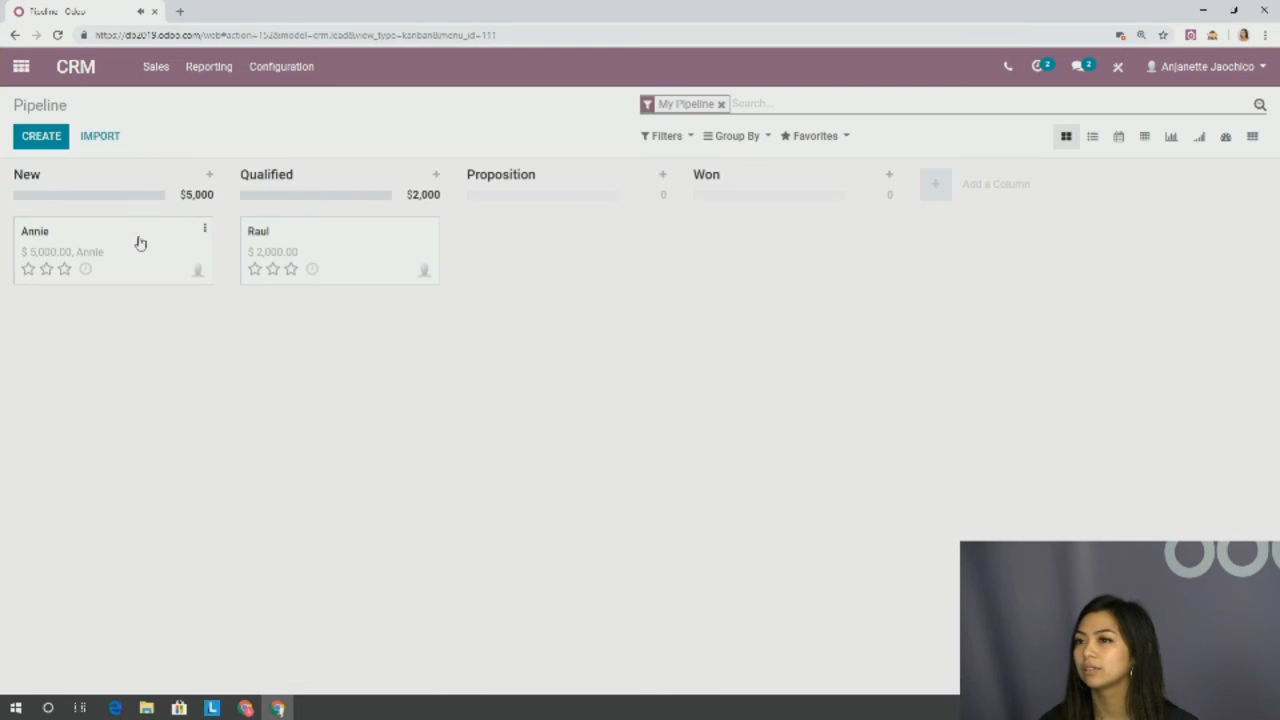 Pipeline - Odoo
https://db2019.odoo.com/web#action=152&model=crm.lead&view_type=kanban&menu_id=111
CRM Sales Reporting Configuration 2 2 Anjanette Jaochico
Pipeline My Pipeline Search...
CREATE IMPORT Filters Group By Favorites
New + Qualified + Proposition + Won + + Add a Column
$5,000 $2,000 0 0
Annie Raul
$ 5,000.00, Annie $ 2,000.00
L